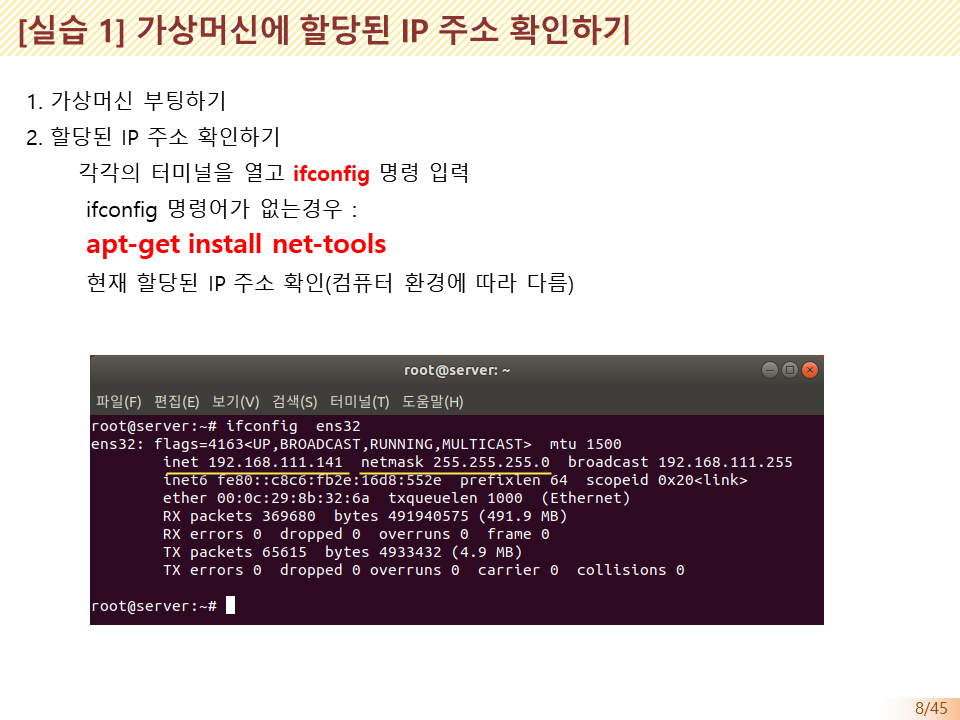 [실습 1] 가상머신에 할당된 IP 주소 확인하기
1. 가상머신 부팅하기
2. 할당된 IP 주소 확인하기
각각의 터미널을 열고 ifconfig 명령 입력
ifconfig 명령어가 없는경우 :
apt-get install net-tools
현재 할당된 IP 주소 확인(컴퓨터 환경에 따라 다름)
root@server: ~
파일(F) 편집(E) 보기(V) 검색(S) 터미널(T) 도움말(H)
root@server:~# ifconfig  ens32
ens32: flags=4163<UP,BROADCAST,RUNNING,MULTICAST>  mtu 1500
inet 192.168.111.141  netmask 255.255.255.0  broadcast 192.168.111.255
inet6 fe80::c8c6:fb2e:16d8:552e  prefixlen 64  scopeid 0x20<link>
ether 00:0c:29:8b:32:6a  txqueuelen 1000  (Ethernet)
RX packets 369680  bytes 491940575 (491.9 MB)
RX errors 0  dropped 0  overruns 0  frame 0
TX packets 65615  bytes 4933432 (4.9 MB)
TX errors 0  dropped 0 overruns 0  carrier 0  collisions 0
root@server:~#
8/45